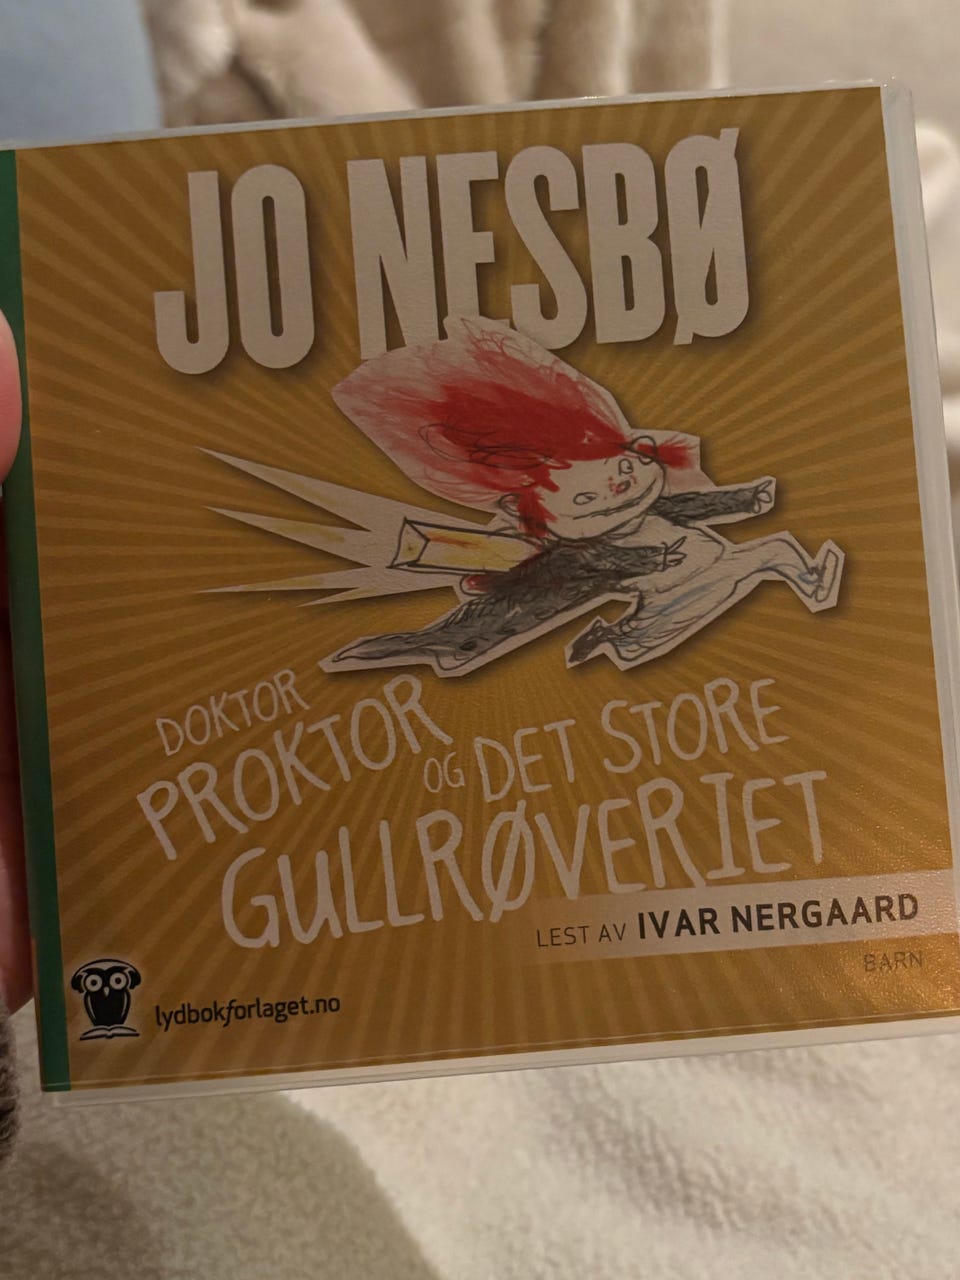 JO NESBØ
DOKTOR
PROKTOR
OG DET STORE
GULLRØVERIET
LEST AV IVAR NERGAARD
BARN
lydbokforlaget.no